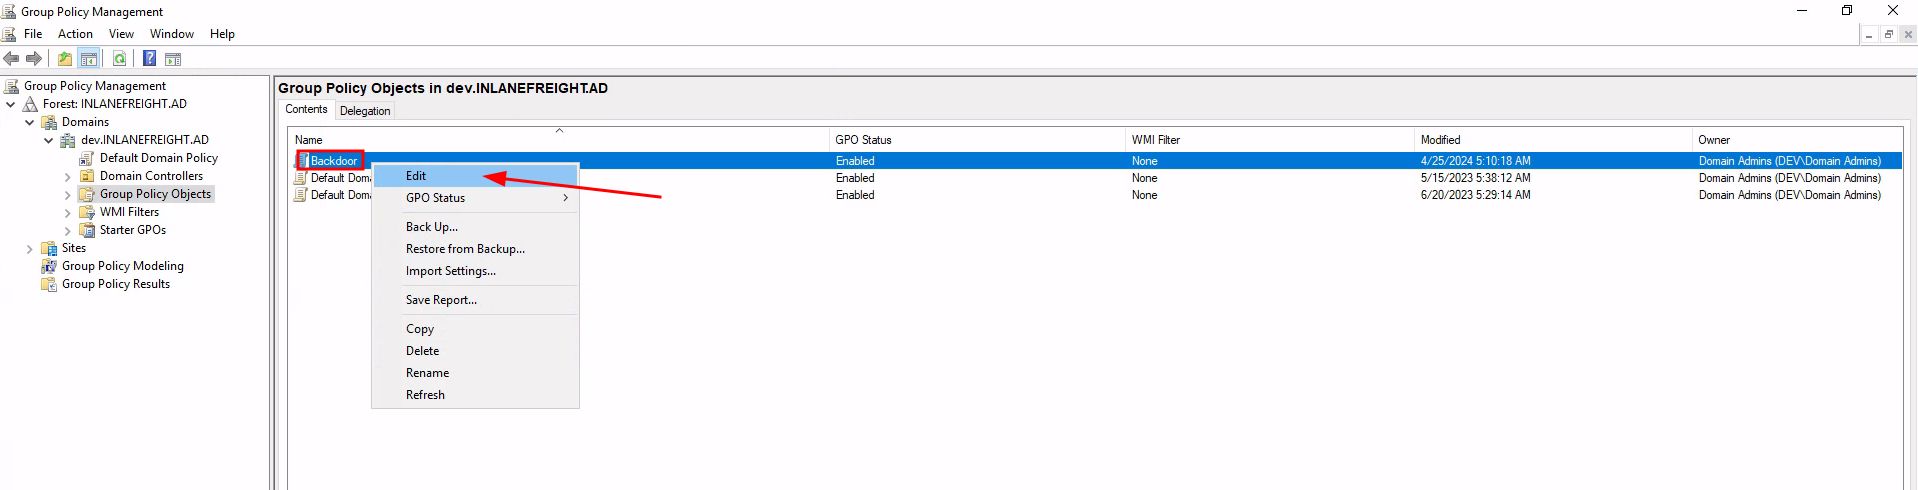 Group Policy Management
File Action View Window Help
Group Policy Management
Forest: INLANEFREIGHT.AD
Domains
dev.INLANEFREIGHT.AD
Default Domain Policy
Domain Controllers
Group Policy Objects
WMI Filters
Starter GPOs
Sites
Group Policy Modeling
Group Policy Results
Group Policy Objects in dev.INLANEFREIGHT.AD
Contents Delegation
Name GPO Status WMI Filter Modified Owner
Backdoor Enabled None 4/25/2024 5:10:18 AM Domain Admins (DEV\Domain Admins)
Default Doma Enabled None 5/15/2023 5:38:12 AM Domain Admins (DEV\Domain Admins)
Default Doma Enabled None 6/20/2023 5:29:14 AM Domain Admins (DEV\Domain Admins)
Edit
GPO Status
Back Up...
Restore from Backup...
Import Settings...
Save Report...
Copy
Delete
Rename
Refresh